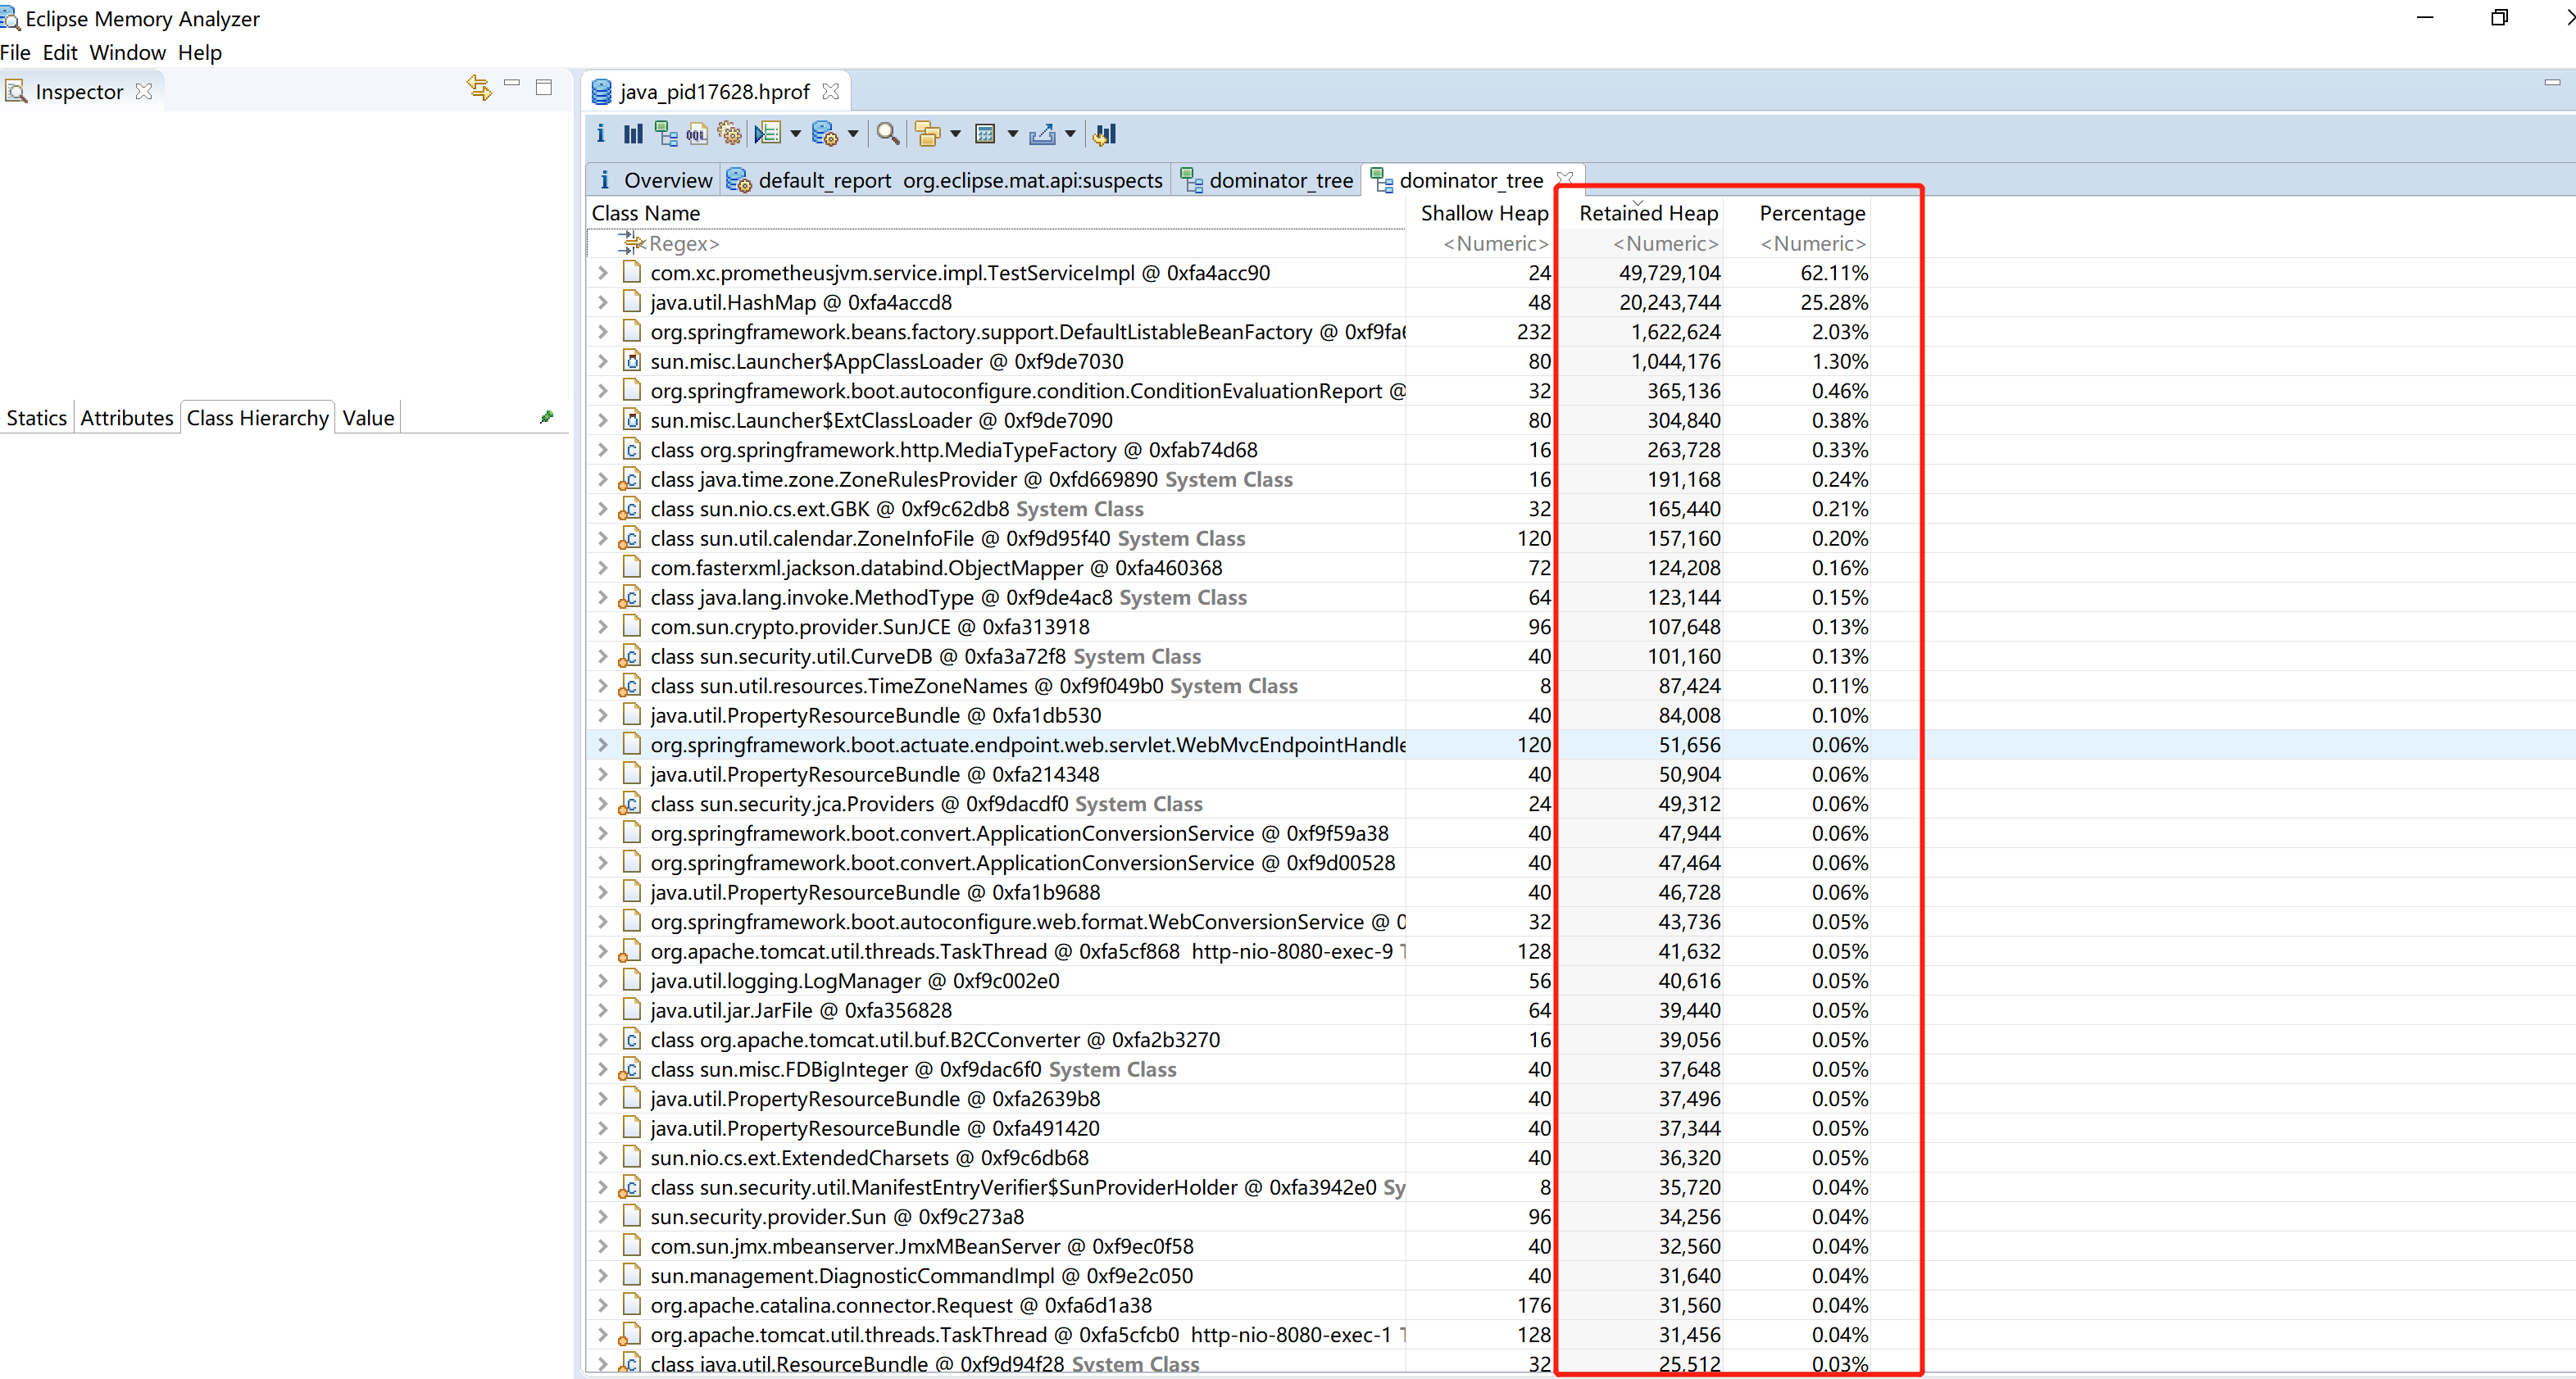 Eclipse Memory Analyzer
File Edit Window Help
Inspector
java_pid17628.hprof
Statics Attributes Class Hierarchy Value
i Overview default_report org.eclipse.mat.api:suspects dominator_tree dominator_tree
Class Name Shallow Heap Retained Heap Percentage
<Regex> <Numeric> <Numeric> <Numeric>
com.xc.prometheusjvm.service.impl.TestServiceImpl @ 0xfa4acc90 24 49,729,104 62.11%
java.util.HashMap @ 0xfa4accd8 48 20,243,744 25.28%
org.springframework.beans.factory.support.DefaultListableBeanFactory @ 0xf9fa6 232 1,622,624 2.03%
sun.misc.Launcher$AppClassLoader @ 0xf9de7030 80 1,044,176 1.30%
org.springframework.boot.autoconfigure.condition.ConditionEvaluationReport @ 32 365,136 0.46%
sun.misc.Launcher$ExtClassLoader @ 0xf9de7090 80 304,840 0.38%
class org.springframework.http.MediaTypeFactory @ 0xfab74d68 16 263,728 0.33%
class java.time.zone.ZoneRulesProvider @ 0xfd669890 System Class 16 191,168 0.24%
class sun.nio.cs.ext.GBK @ 0xf9c62db8 System Class 32 165,440 0.21%
class sun.util.calendar.ZoneInfoFile @ 0xf9d95f40 System Class 120 157,160 0.20%
com.fasterxml.jackson.databind.ObjectMapper @ 0xfa460368 72 124,208 0.16%
class java.lang.invoke.MethodType @ 0xf9de4ac8 System Class 64 123,144 0.15%
com.sun.crypto.provider.SunJCE @ 0xfa313918 96 107,648 0.13%
class sun.security.util.CurveDB @ 0xfa3a72f8 System Class 40 101,160 0.13%
class sun.util.resources.TimeZoneNames @ 0xf9f049b0 System Class 8 87,424 0.11%
java.util.PropertyResourceBundle @ 0xfa1db530 40 84,008 0.10%
org.springframework.boot.actuate.endpoint.web.servlet.WebMvcEndpointHandle 120 51,656 0.06%
java.util.PropertyResourceBundle @ 0xfa214348 40 50,904 0.06%
class sun.security.jca.Providers @ 0xf9dacdf0 System Class 24 49,312 0.06%
org.springframework.boot.convert.ApplicationConversionService @ 0xf9f59a38 40 47,944 0.06%
org.springframework.boot.convert.ApplicationConversionService @ 0xf9d00528 40 47,464 0.06%
java.util.PropertyResourceBundle @ 0xfa1b9688 40 46,728 0.06%
org.springframework.boot.autoconfigure.web.format.WebConversionService @ 0 32 43,736 0.05%
org.apache.tomcat.util.threads.TaskThread @ 0xfa5cf868 http-nio-8080-exec-9 128 41,632 0.05%
java.util.logging.LogManager @ 0xf9c002e0 56 40,616 0.05%
java.util.jar.JarFile @ 0xfa356828 64 39,440 0.05%
class org.apache.tomcat.util.buf.B2CConverter @ 0xfa2b3270 16 39,056 0.05%
class sun.misc.FDBigInteger @ 0xf9dac6f0 System Class 40 37,648 0.05%
java.util.PropertyResourceBundle @ 0xfa2639b8 40 37,496 0.05%
java.util.PropertyResourceBundle @ 0xfa491420 40 37,344 0.05%
sun.nio.cs.ext.ExtendedCharsets @ 0xf9c6db68 40 36,320 0.05%
class sun.security.util.ManifestEntryVerifier$SunProviderHolder @ 0xfa3942e0 Sy 8 35,720 0.04%
sun.security.provider.Sun @ 0xf9c273a8 96 34,256 0.04%
com.sun.jmx.mbeanserver.JmxMBeanServer @ 0xf9ec0f58 40 32,560 0.04%
sun.management.DiagnosticCommandImpl @ 0xf9e2c050 40 31,640 0.04%
org.apache.catalina.connector.Request @ 0xfa6d1a38 176 31,560 0.04%
org.apache.tomcat.util.threads.TaskThread @ 0xfa5cfcb0 http-nio-8080-exec-1 128 31,456 0.04%
class java.util.ResourceBundle @ 0xf9d94f28 System Class 32 25,512 0.03%